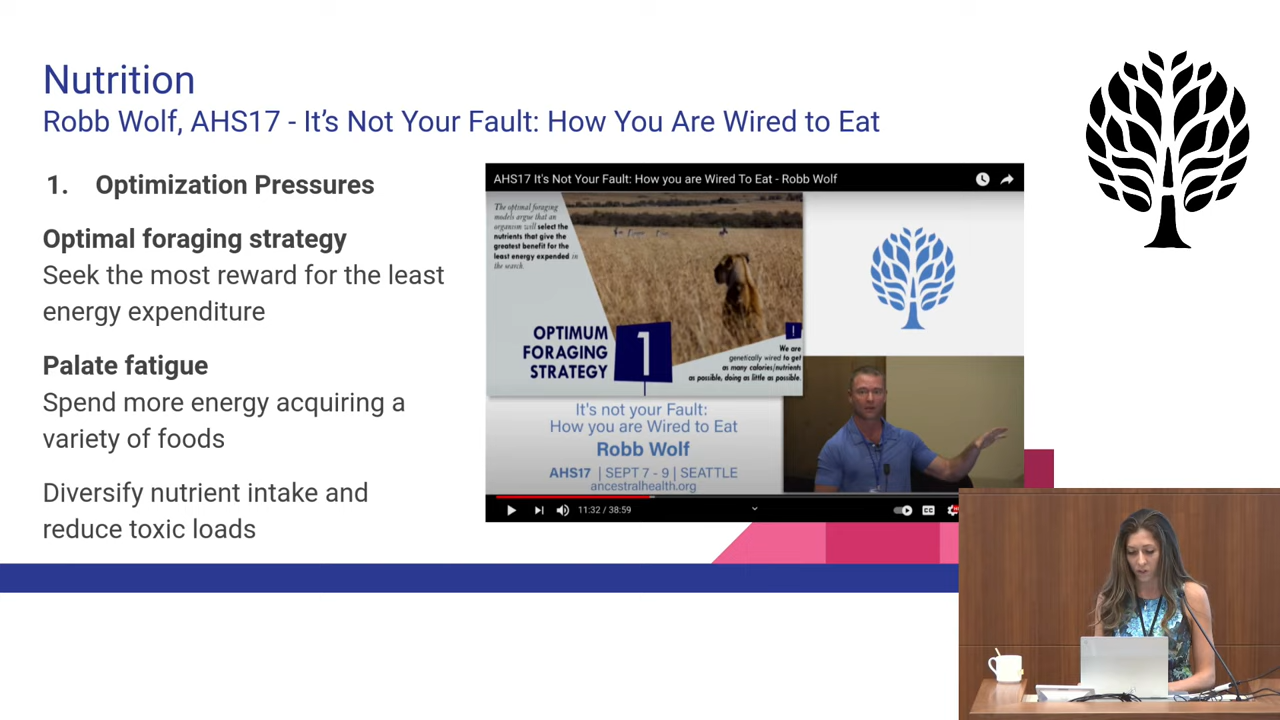 Nutrition
Robb Wolf, AHS17 - It’s Not Your Fault: How You Are Wired to Eat
1. Optimization Pressures
Optimal foraging strategy
Seek the most reward for the least
energy expenditure
Palate fatigue
Spend more energy acquiring a
variety of foods
Diversify nutrient intake and
reduce toxic loads
AHS17 It's Not Your Fault: How you are Wired To Eat - Robb Wolf
The optimal foraging
models argue that an
organism will select the
nutrients that give the
greatest benefit for the
least energy expended in
the search.
OPTIMUM
FORAGING
STRATEGY
1
!
We are
genetically wired to get
as many calories/nutrients
as possible, doing as little as possible.
It's not your Fault:
How you are Wired to Eat
Robb Wolf
AHS17 | SEPT 7 - 9 | SEATTLE
ancestralhealth.org
11:32 / 38:59
CC